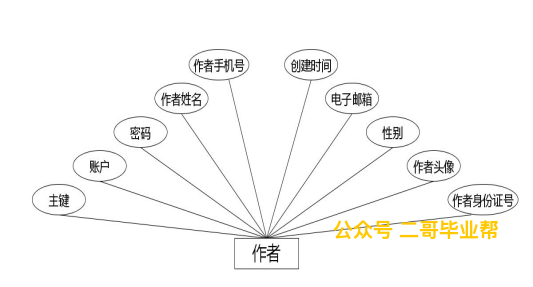 作者手机号
创建时间
作者姓名
电子邮箱
密码
性别
账户
作者头像
主键
作者身份证号
公众号 二哥毕业帮
作者